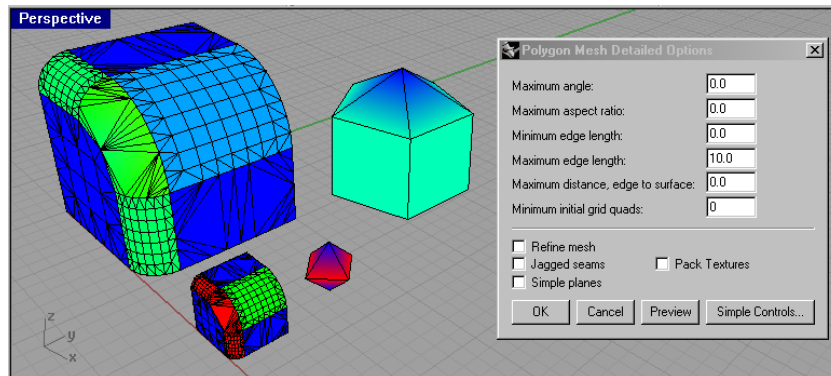 Perspective
Polygon Mesh Detailed Options
Maximum angle: 0.0
Maximum aspect ratio: 0.0
Minimum edge length: 0.0
Maximum edge length: 10.0
Maximum distance, edge to surface: 0.0
Minimum initial grid quads: 0
Refine mesh
Jagged seams Pack Textures
Simple planes
OK Cancel Preview Simple Controls...
z
y
x